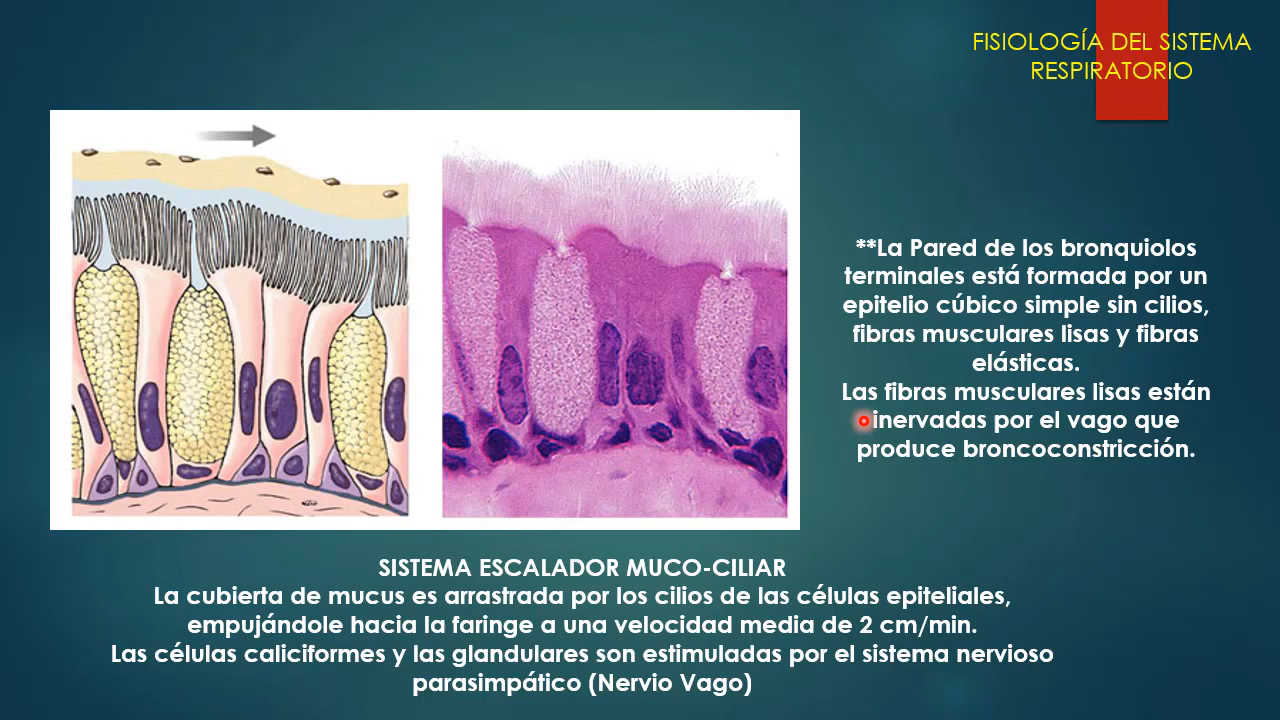 FISIOLOGÍA DEL SISTEMA
RESPIRATORIO
**La Pared de los bronquiolos
terminales está formada por un
epitelio cúbico simple sin cilios,
fibras musculares lisas y fibras
elásticas.
Las fibras musculares lisas están
inervadas por el vago que
produce broncoconstricción.
SISTEMA ESCALADOR MUCO-CILIAR
La cubierta de mucus es arrastrada por los cilios de las células epiteliales,
empujándole hacia la faringe a una velocidad media de 2 cm/min.
Las células caliciformes y las glandulares son estimuladas por el sistema nervioso
parasimpático (Nervio Vago)